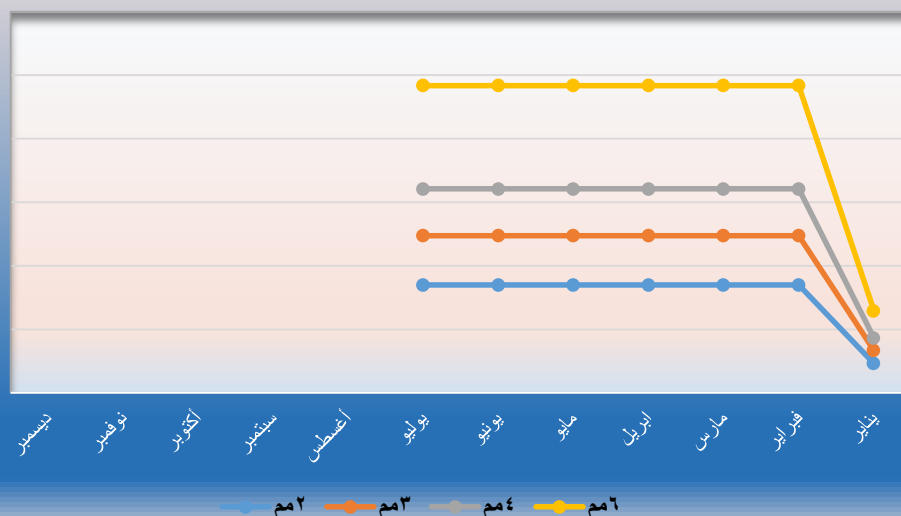 يناير فبراير مارس ابريل مايو يونيو يوليو أغسطس سبتمبر أكتوبر نوفمبر ديسمبر
٢مم ٣مم ٤مم ٦مم